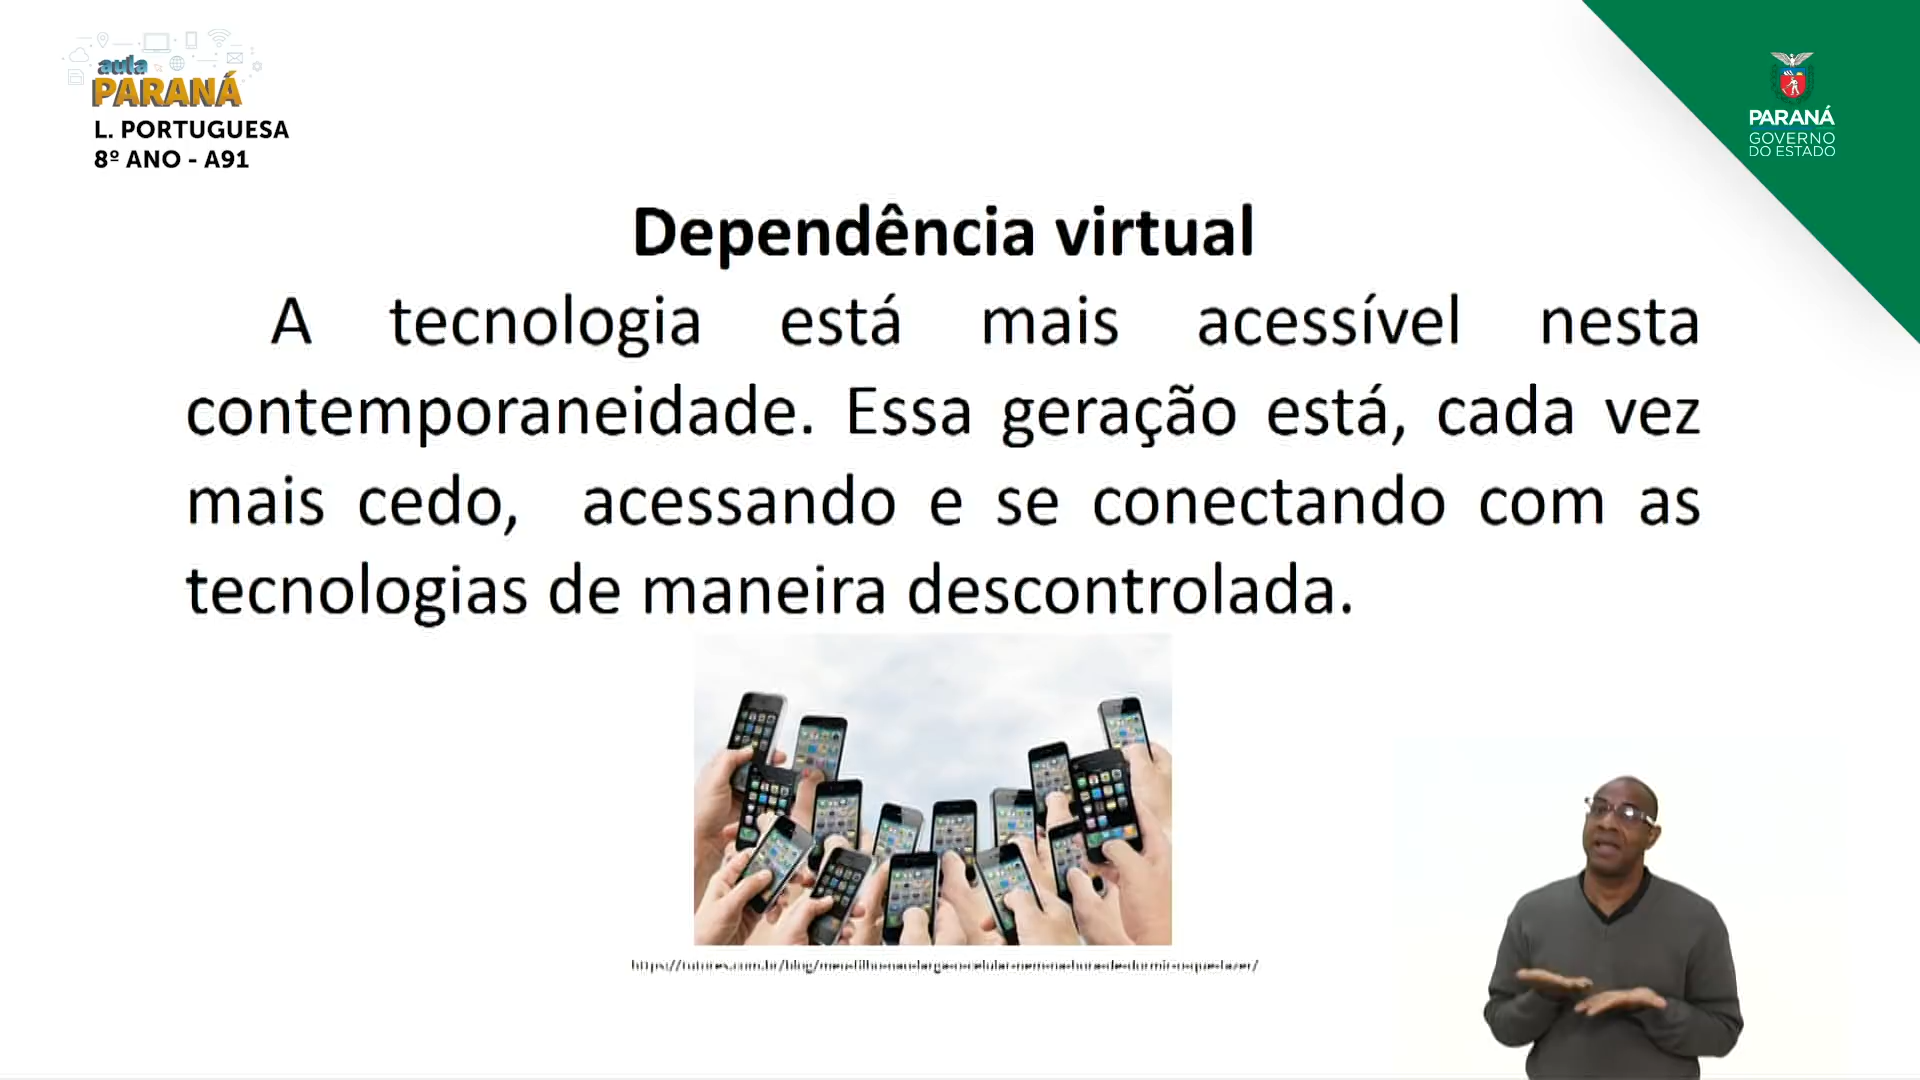 aula
PARANÁ
L. PORTUGUESA
8º ANO - A91
PARANÁ
GOVERNO
DO ESTADO
Dependência virtual
A tecnologia está mais acessível nesta
contemporaneidade. Essa geração está, cada vez
mais cedo, acessando e se conectando com as
tecnologias de maneira descontrolada.